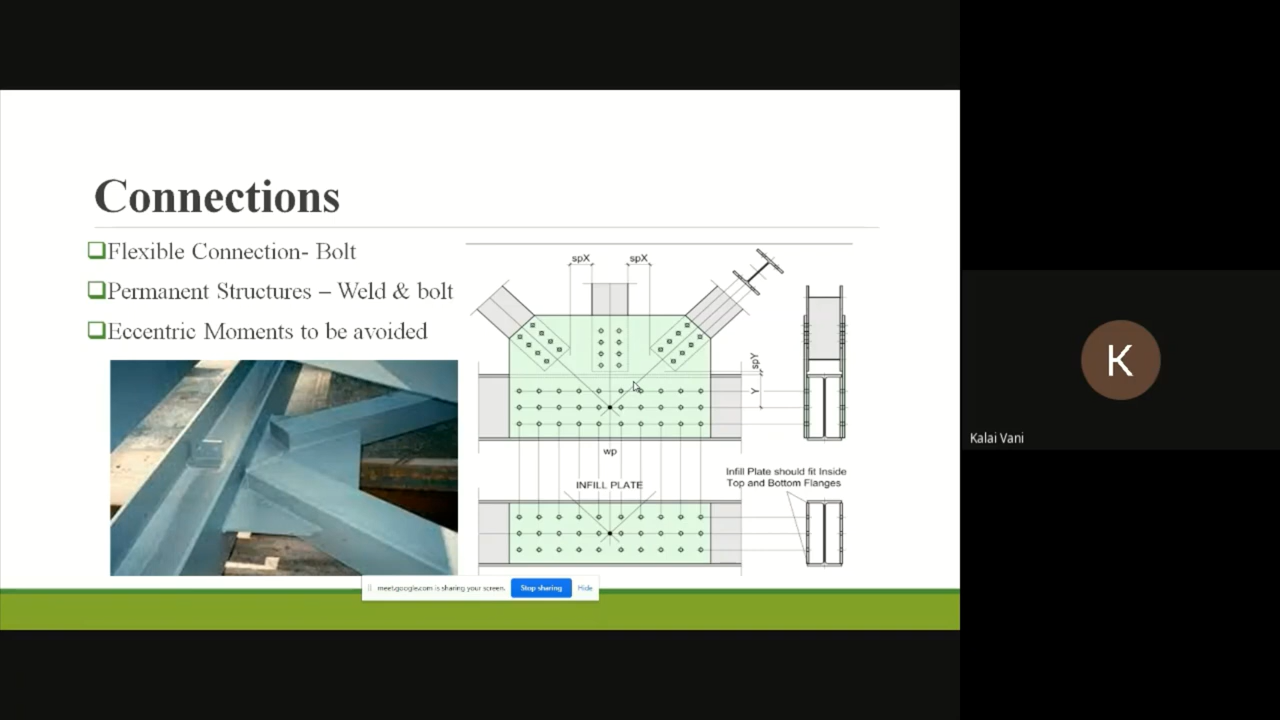 Connections
Flexible Connection- Bolt
Permanent Structures – Weld & bolt
Eccentric Moments to be avoided
spX
spX
spY
Y
wp
INFILL PLATE
Infill Plate should fit Inside
Top and Bottom Flanges
meet.google.com is sharing your screen.
Stop sharing
Hide
K
Kalai Vani